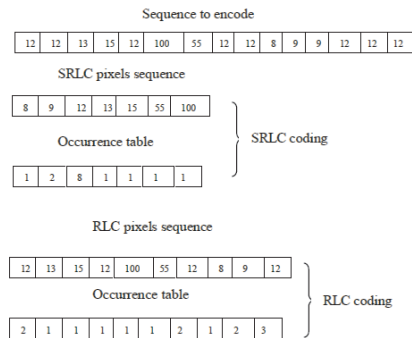 Sequence to encode
12 12 13 15 12 100 55 12 12 8 9 9 12 12 12
SRLC pixels sequence
8 9 12 13 15 55 100
Occurrence table
1 2 8 1 1 1 1
SRLC coding
RLC pixels sequence
12 13 15 12 100 55 12 8 9 12
Occurrence table
2 1 1 1 1 1 2 1 2 3
RLC coding